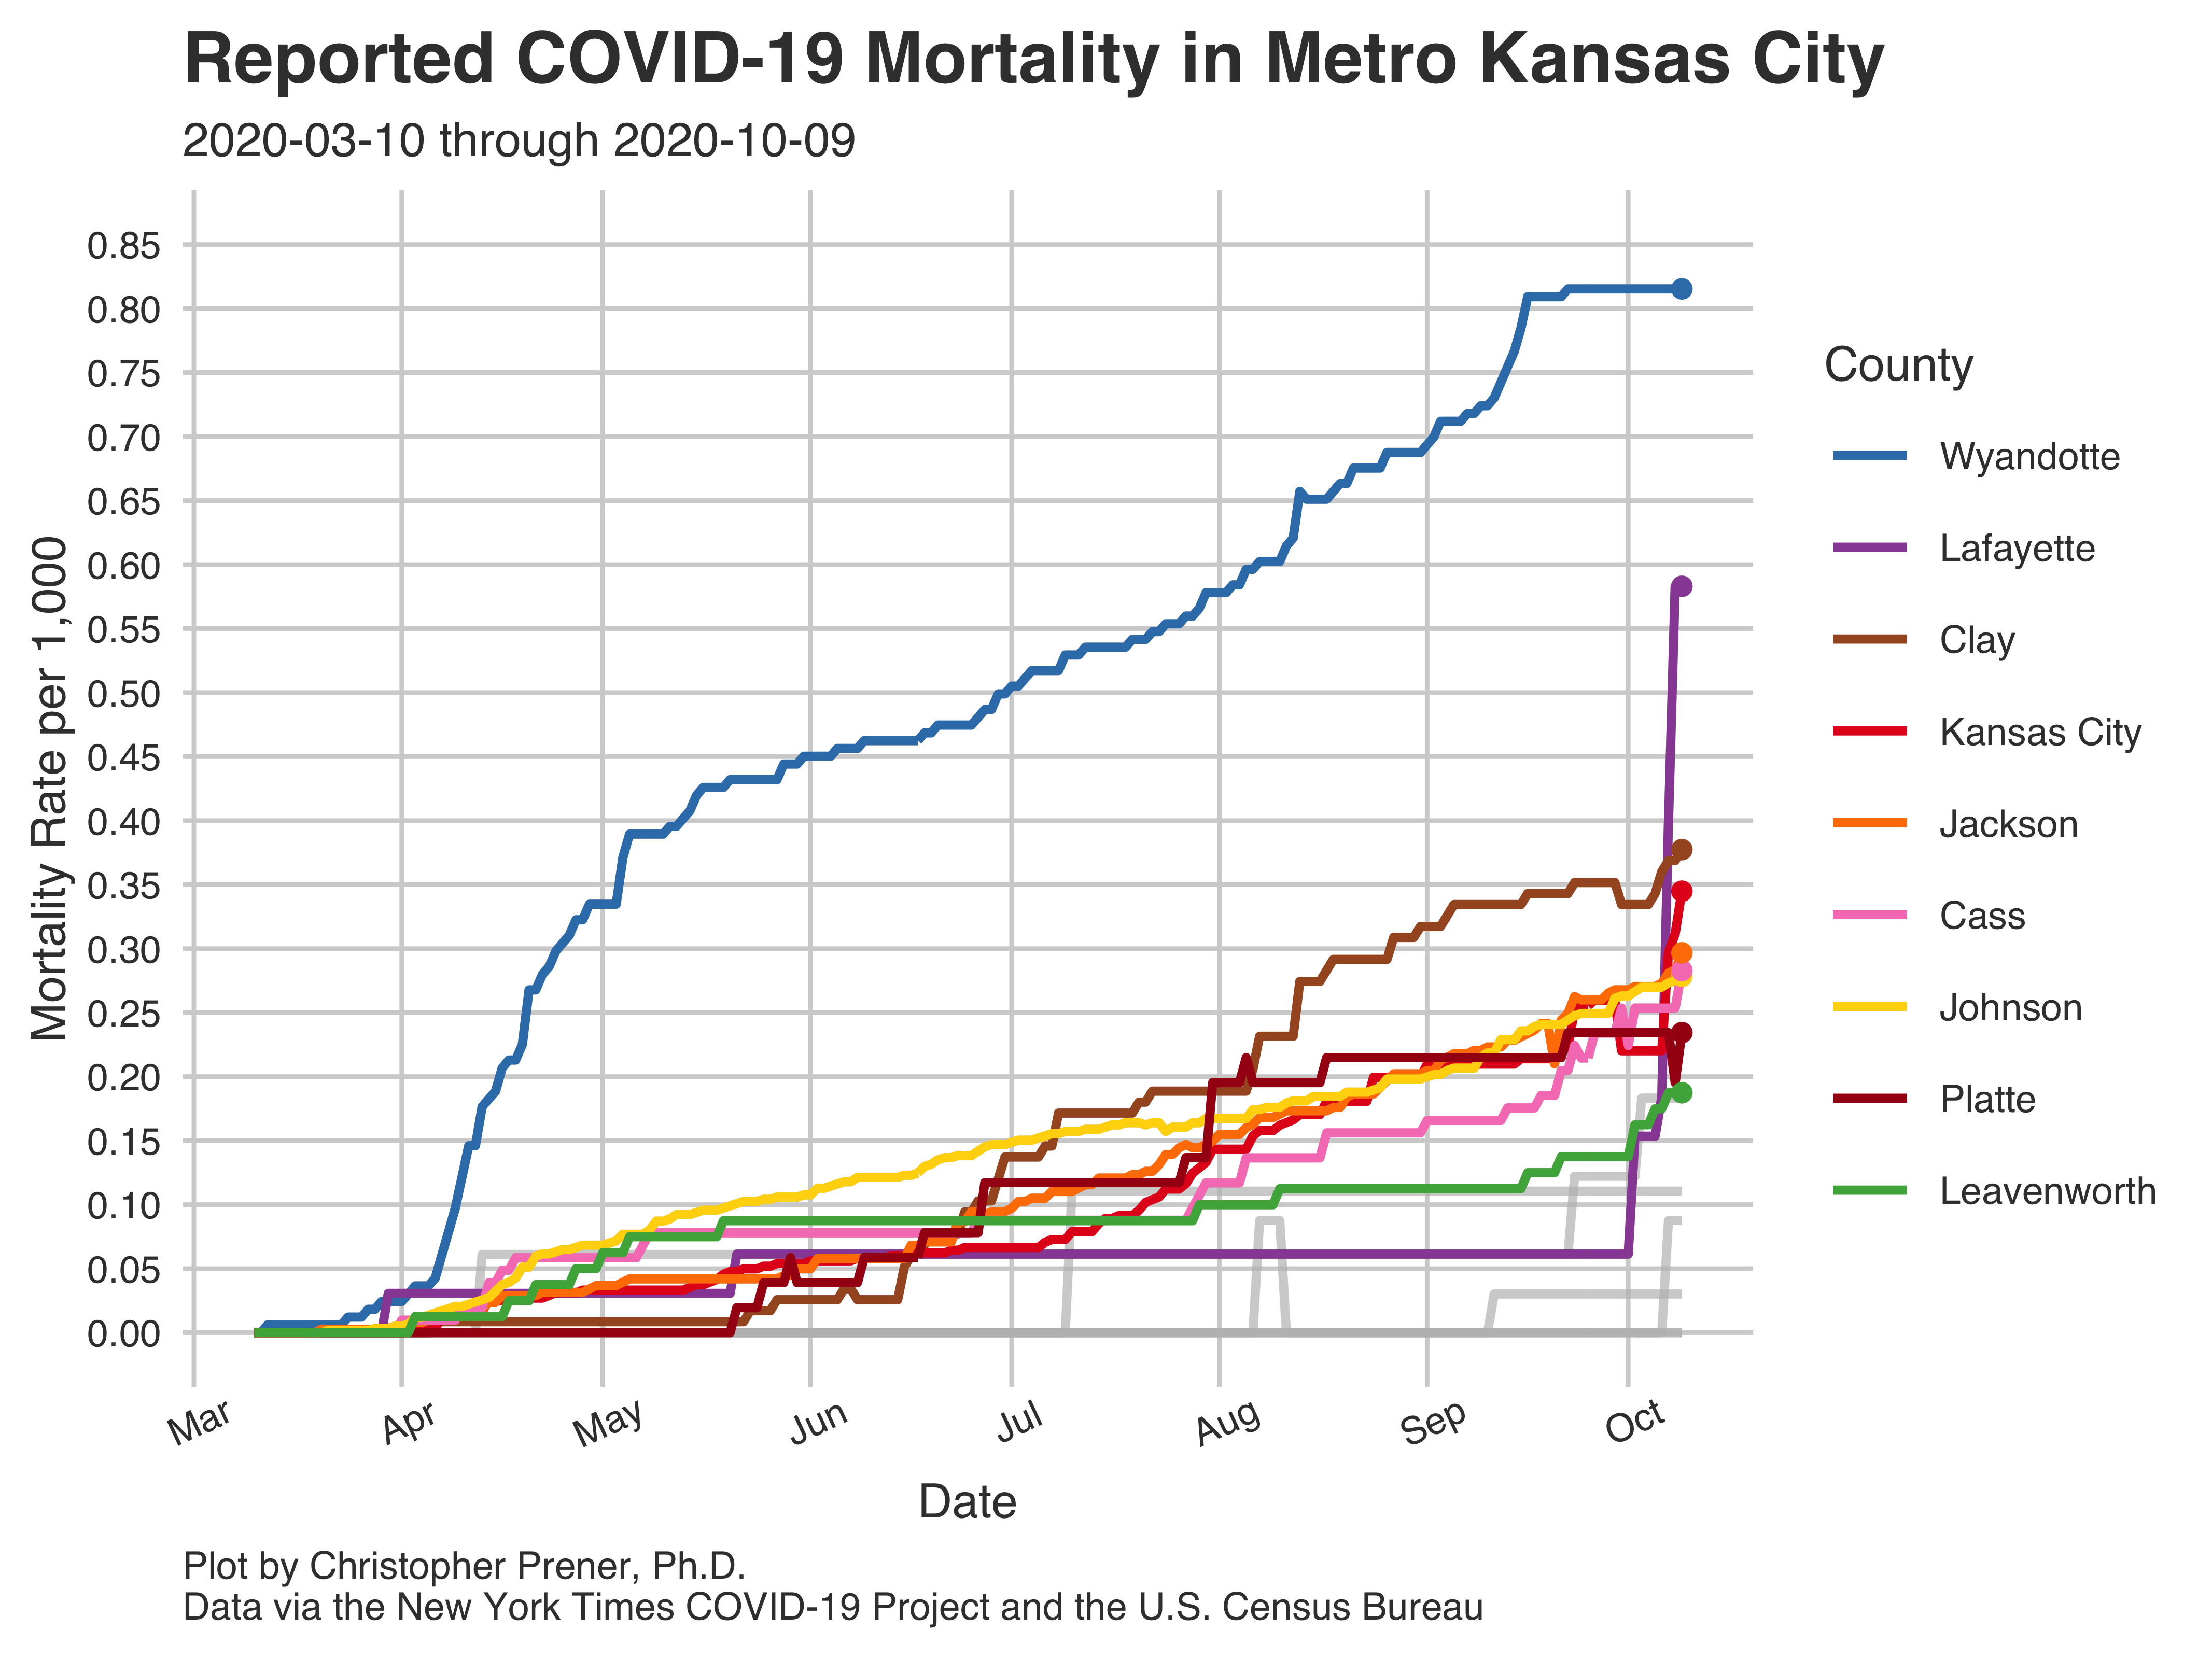 Reported COVID-19 Mortality in Metro Kansas City
2020-03-10 through 2020-10-09
Mortality Rate per 1,000
0.85
0.80
0.75
0.70
0.65
0.60
0.55
0.50
0.45
0.40
0.35
0.30
0.25
0.20
0.15
0.10
0.05
0.00
Mar
Apr
May
Jun
Jul
Aug
Sep
Oct
Date
County
Wyandotte
Lafayette
Clay
Kansas City
Jackson
Cass
Johnson
Platte
Leavenworth
Plot by Christopher Prener, Ph.D.
Data via the New York Times COVID-19 Project and the U.S. Census Bureau